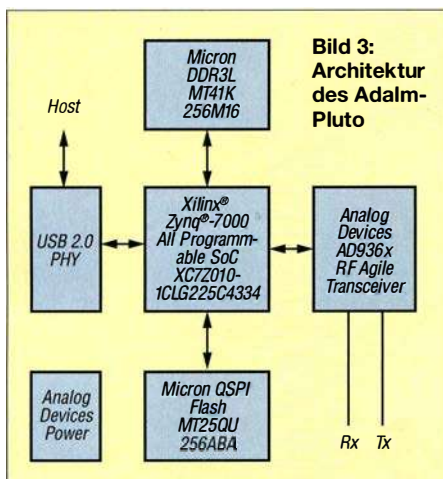 Bild 3:
Architektur
des Adalm-
Pluto
Micron
DDR3L
MT41K
256M16
Host
USB 2.0
PHY
Xilinx®
Zynq®-7000
All Programm-
able SoC
XC7Z010-
1CLG225C4334
Analog
Devices
AD936x
RF Agile
Transceiver
Analog
Devices
Power
Micron QSPI
Flash
MT25QU
256ABA
Rx Tx